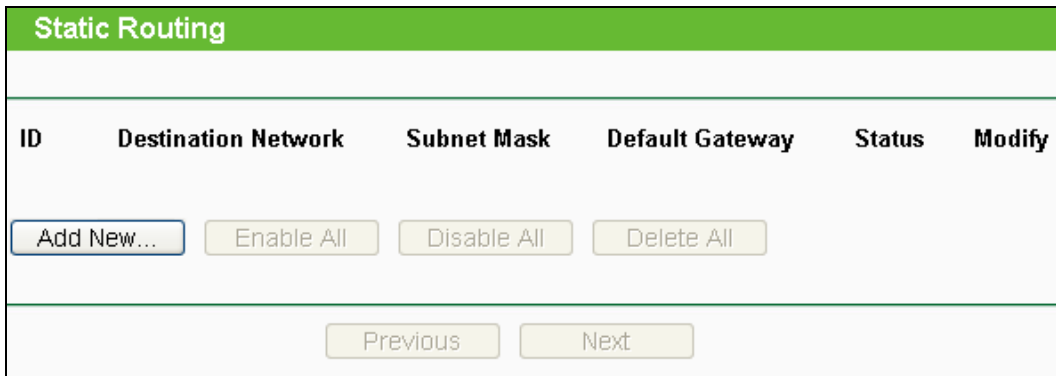 Static Routing
ID Destination Network Subnet Mask Default Gateway Status Modify
Add New... Enable All Disable All Delete All
Previous Next